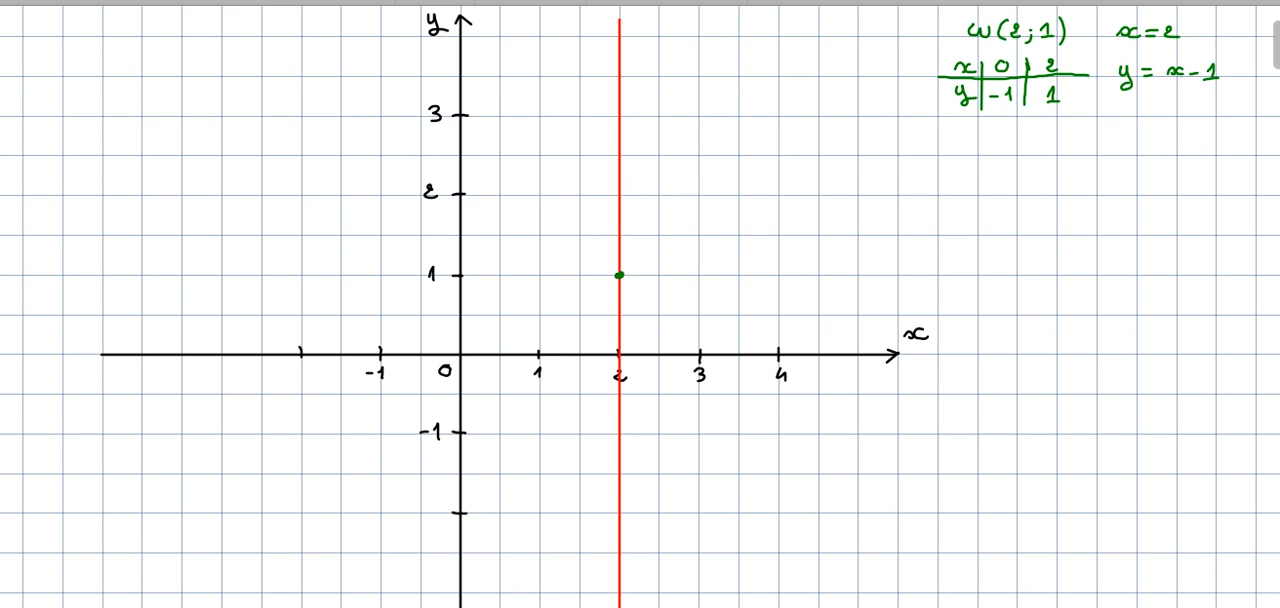 y
ω(2;1) x=2
x 0 2
y = x-1
y -1 1
3
2
1
x
-1 0 1 2 3 4
-1